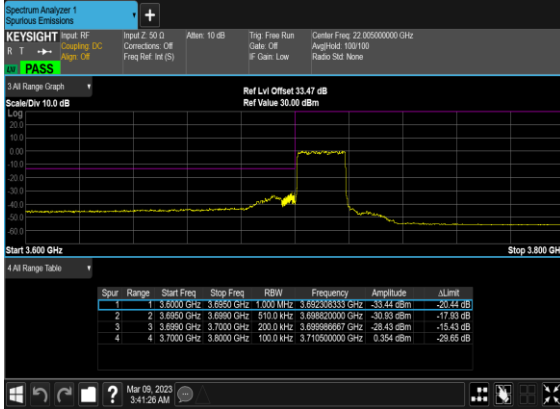 Spectrum Analyzer 1
Spurious Emissions
+
KEYSIGHT Input: RF Input Z: 50 Ω Atten: 10 dB Trig: Free Run Center Freq: 22.005000000 GHz
R T Coupling: DC Corrections: Off Gate: Off Avg|Hold: 100/100
Align: Off Freq Ref: Int (S) IF Gain: Low Radio Std: None
PASS
3 All Range Graph
Ref Lvl Offset 33.47 dB
Scale/Div 10.0 dB Ref Value 30.00 dBm
Log
20.0
10.0
0.00
-10.0
-20.0
-30.0
-40.0
-50.0
-60.0
Start 3.600 GHz Stop 3.800 GH
4 All Range Table
Spur Range Start Freq Stop Freq RBW Frequency Amplitude ΔLimit
1 1 3.6000 GHz 3.6950 GHz 1.000 MHz 3.692308333 GHz -33.44 dBm -20.44 dB
2 2 3.6950 GHz 3.6990 GHz 510.0 kHz 3.698820000 GHz -30.93 dBm -17.93 dB
3 3 3.6990 GHz 3.7000 GHz 200.0 kHz 3.699986667 GHz -28.43 dBm -15.43 dB
4 4 3.7000 GHz 3.8000 GHz 100.0 kHz 3.710500000 GHz 0.354 dBm -29.65 dB
? Mar 09, 2023
3:41:26 AM